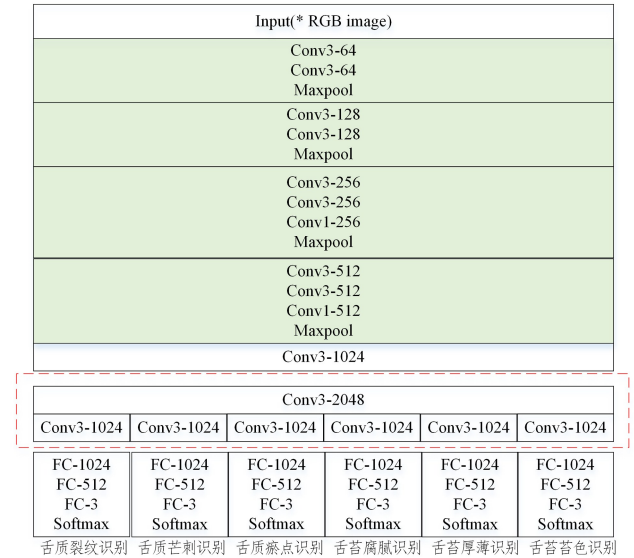 Input(* RGB image)
Conv3-64
Conv3-64
Maxpool
Conv3-128
Conv3-128
Maxpool
Conv3-256
Conv3-256
Conv1-256
Maxpool
Conv3-512
Conv3-512
Conv1-512
Maxpool
Conv3-1024
Conv3-2048
Conv3-1024 Conv3-1024 Conv3-1024 Conv3-1024 Conv3-1024 Conv3-1024
FC-1024 FC-1024 FC-1024 FC-1024 FC-1024 FC-1024
FC-512 FC-512 FC-512 FC-512 FC-512 FC-512
FC-3 FC-3 FC-3 FC-3 FC-3 FC-3
Softmax Softmax Softmax Softmax Softmax Softmax
舌质裂纹识别 舌质芒刺识别 舌质瘀点识别 舌苔腐腻识别 舌苔厚薄识别 舌苔苔色识别